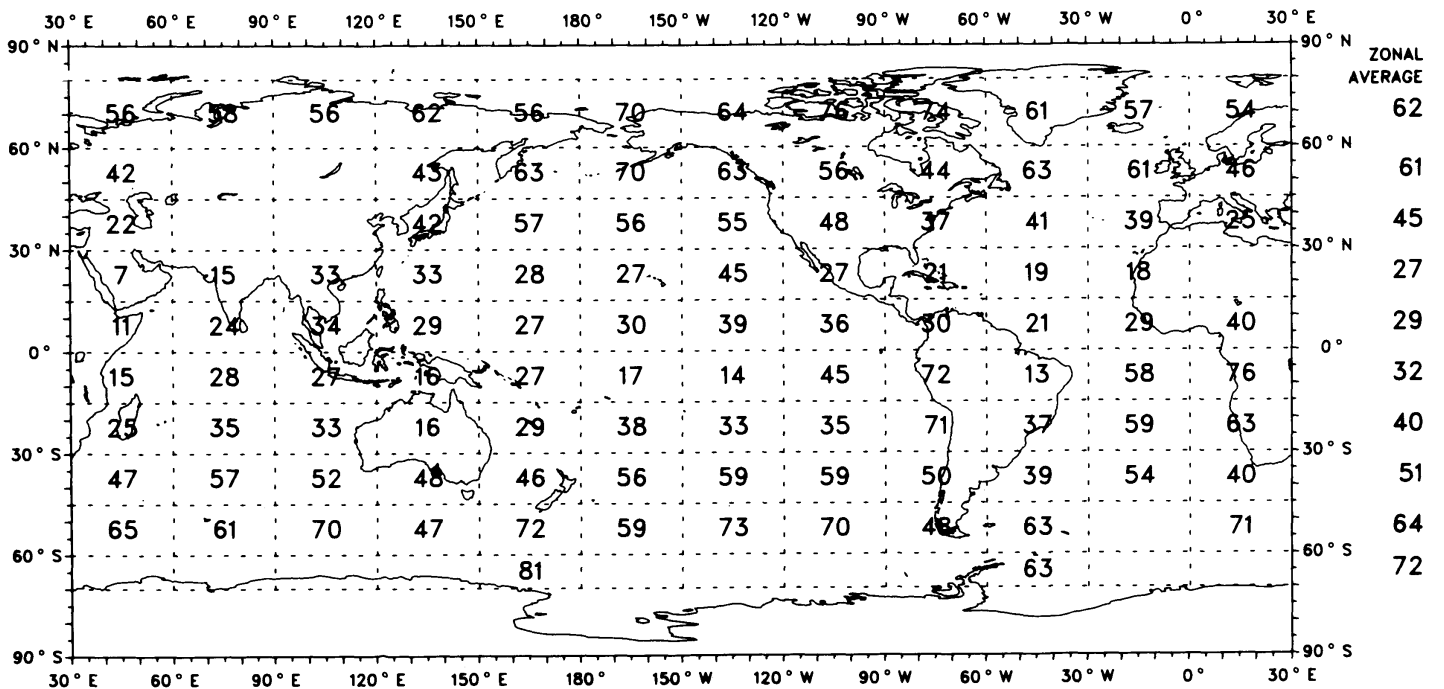 30° E 60° E 90° E 120° E 150° E 180° 150° W 120° W 90° W 60° W 30° W 0° 30° E
90° N 90° N
ZONAL
AVERAGE
56 58 56 62 56 70 64 76 74 61 57 54 62
60° N 60° N
42 43 63 70 63 56 44 63 61 46 61
22 42 57 56 55 48 37 41 39 25 45
30° N 30° N
7 15 33 33 28 27 45 27 21 19 18 27
11 24 34 29 27 30 39 36 30 21 29 40 29
0° 0°
15 28 27 16 27 17 14 45 72 13 58 76 32
25 35 33 16 29 38 33 35 71 37 59 63 40
30° S 30° S
47 57 52 48 46 56 59 59 50 39 54 40 51
65 61 70 47 72 59 73 70 48 63 71 64
60° S 60° S
81 63 72
90° S 90° S
30° E 60° E 90° E 120° E 150° E 180° 150° W 120° W 90° W 60° W 30° W 0° 30° E